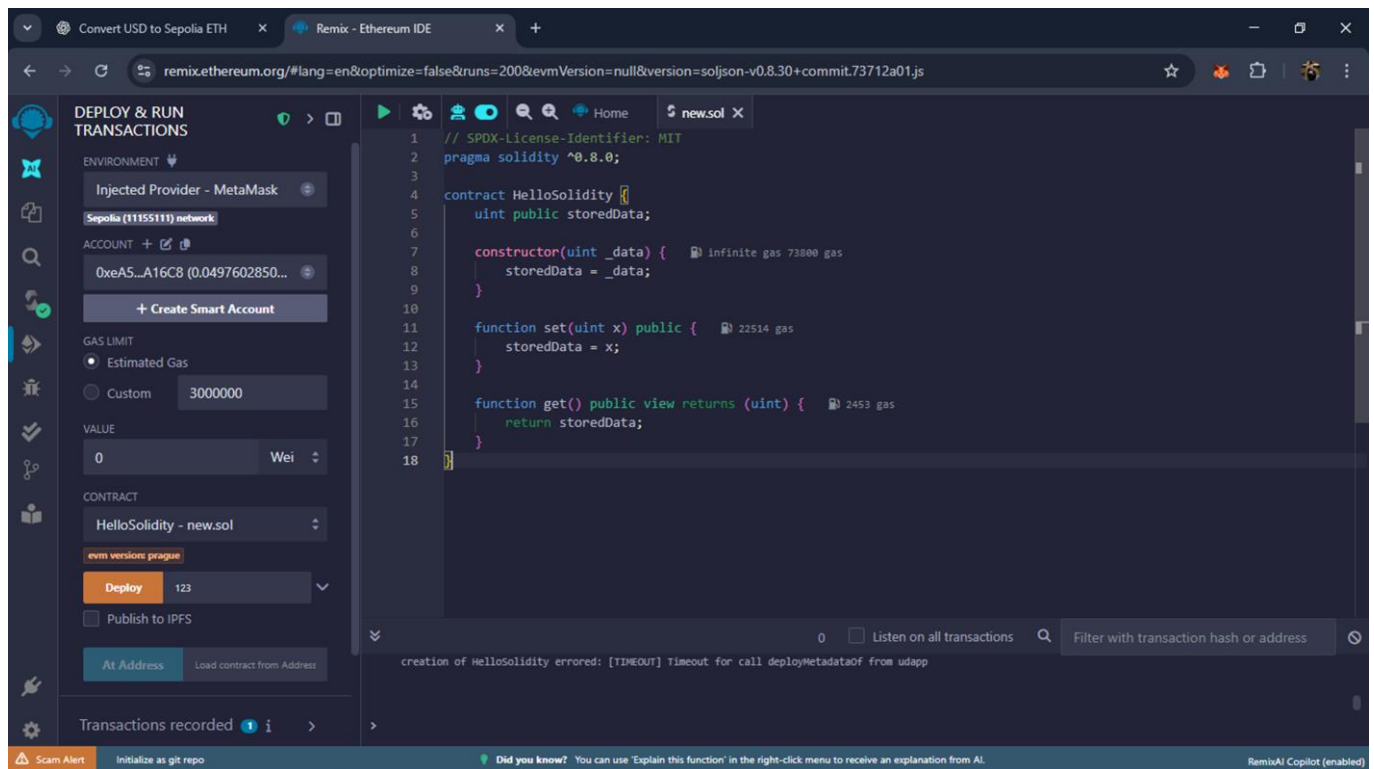 Convert USD to Sepolia ETH
Remix - Ethereum IDE
remix.ethereum.org/#lang=en&optimize=false&runs=200&evmVersion=null&version=soljson-v0.8.30+commit.73712a01.js
DEPLOY & RUN
TRANSACTIONS
ENVIRONMENT
Injected Provider - MetaMask
Sepolia (11155111) network
ACCOUNT
0xeA5...A16C8 (0.0497602850...
+ Create Smart Account
GAS LIMIT
Estimated Gas
Custom 3000000
VALUE
0 Wei
CONTRACT
HelloSolidity - new.sol
evm version: prague
Deploy 123
Publish to IPFS
At Address Load contract from Address
Transactions recorded 1 i >
AI
Home new.sol
1 // SPDX-License-Identifier: MIT
2 pragma solidity ^0.8.0;
3
4 contract HelloSolidity {
5 uint public storedData;
6
7 constructor(uint _data) { infinite gas 73800 gas
8 storedData = _data;
9 }
10
11 function set(uint x) public { 22514 gas
12 storedData = x;
13 }
14
15 function get() public view returns (uint) { 2453 gas
16 return storedData;
17 }
18 }
0 Listen on all transactions Filter with transaction hash or address
creation of HelloSolidity errored: [TIMEOUT] Timeout for call deployMetadataOf from udapp
>
Scam Alert Initialize as git repo Did you know? You can use 'Explain this function' in the right-click menu to receive an explanation from AI. RemixAI Copilot (enabled)